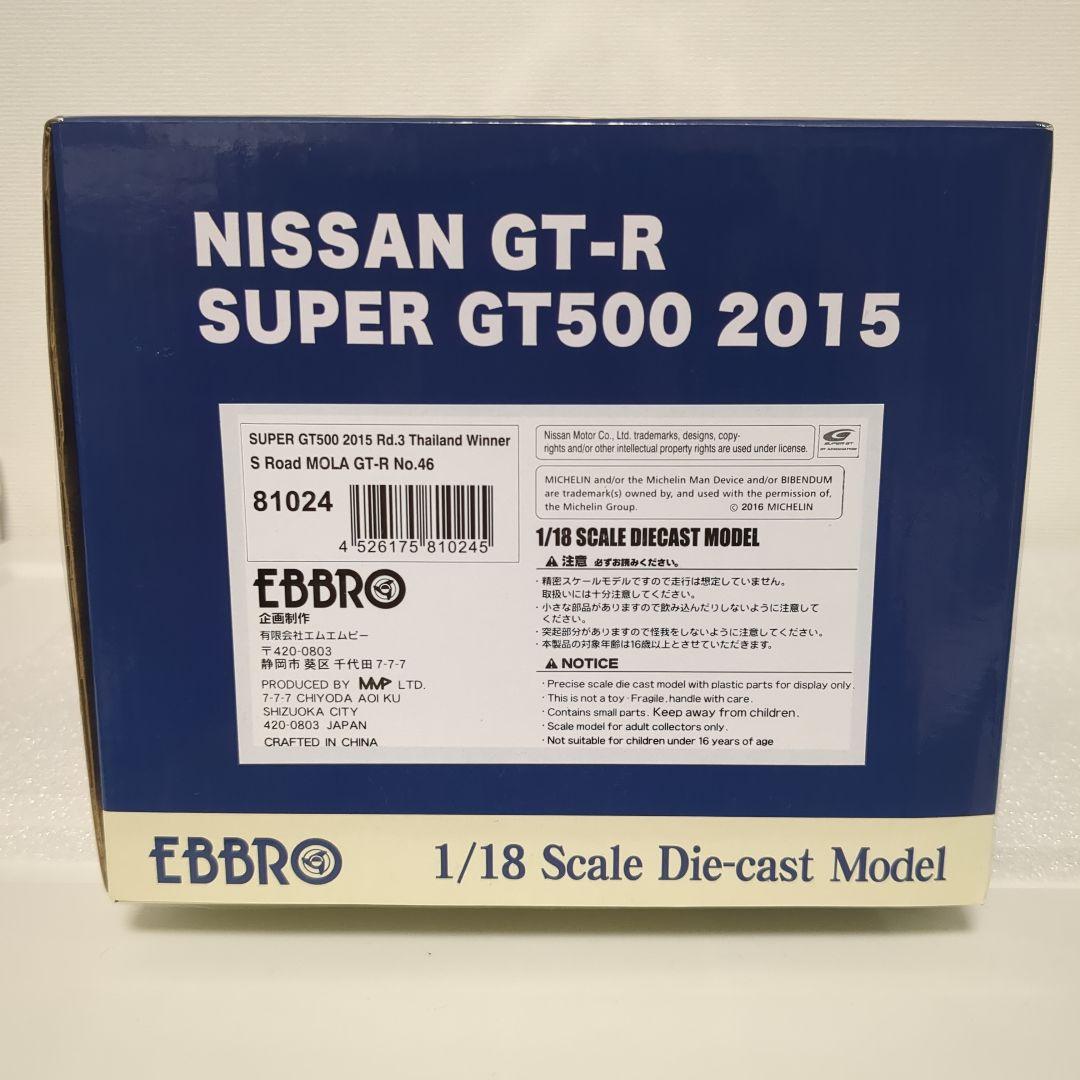 NISSAN GT-R
SUPER GT500 2015
SUPER GT500 2015 Rd.3 Thailand Winner
S Road MOLA GT-R No.46
81024
4 526175 810245
EBBRO
企画制作
有限会社エムエムピー
〒420-0803
静岡市 葵区 千代田 7-7-7
PRODUCED BY MMP LTD.
7-7-7 CHIYODA AOI KU
SHIZUOKA CITY
420-0803 JAPAN
CRAFTED IN CHINA
Nissan Motor Co., Ltd. trademarks, designs, copy-
rights and/or other intellectual property rights are used under license.
SUPER GT
MICHELIN and/or the Michelin Man Device and/or BIBENDUM
are trademark(s) owned by, and used with the permission of,
the Michelin Group. © 2016 MICHELIN
1/18 SCALE DIECAST MODEL
注意 必ずお読みください。
・精密スケールモデルですので走行は想定していません。
取扱いには十分注意してください。
・小さな部品がありますので飲み込んだりしないように注意して
ください。
・突起部分がありますので怪我をしないように注意してください。
・本製品の対象年齢は16歳以上とさせていただきます。
NOTICE
・Precise scale die cast model with plastic parts for display only.
・This is not a toy・Fragile, handle with care.
・Contains small parts. Keep away from children.
・Scale model for adult collectors only.
・Not suitable for children under 16 years of age
EBBRO
1/18 Scale Die-cast Model